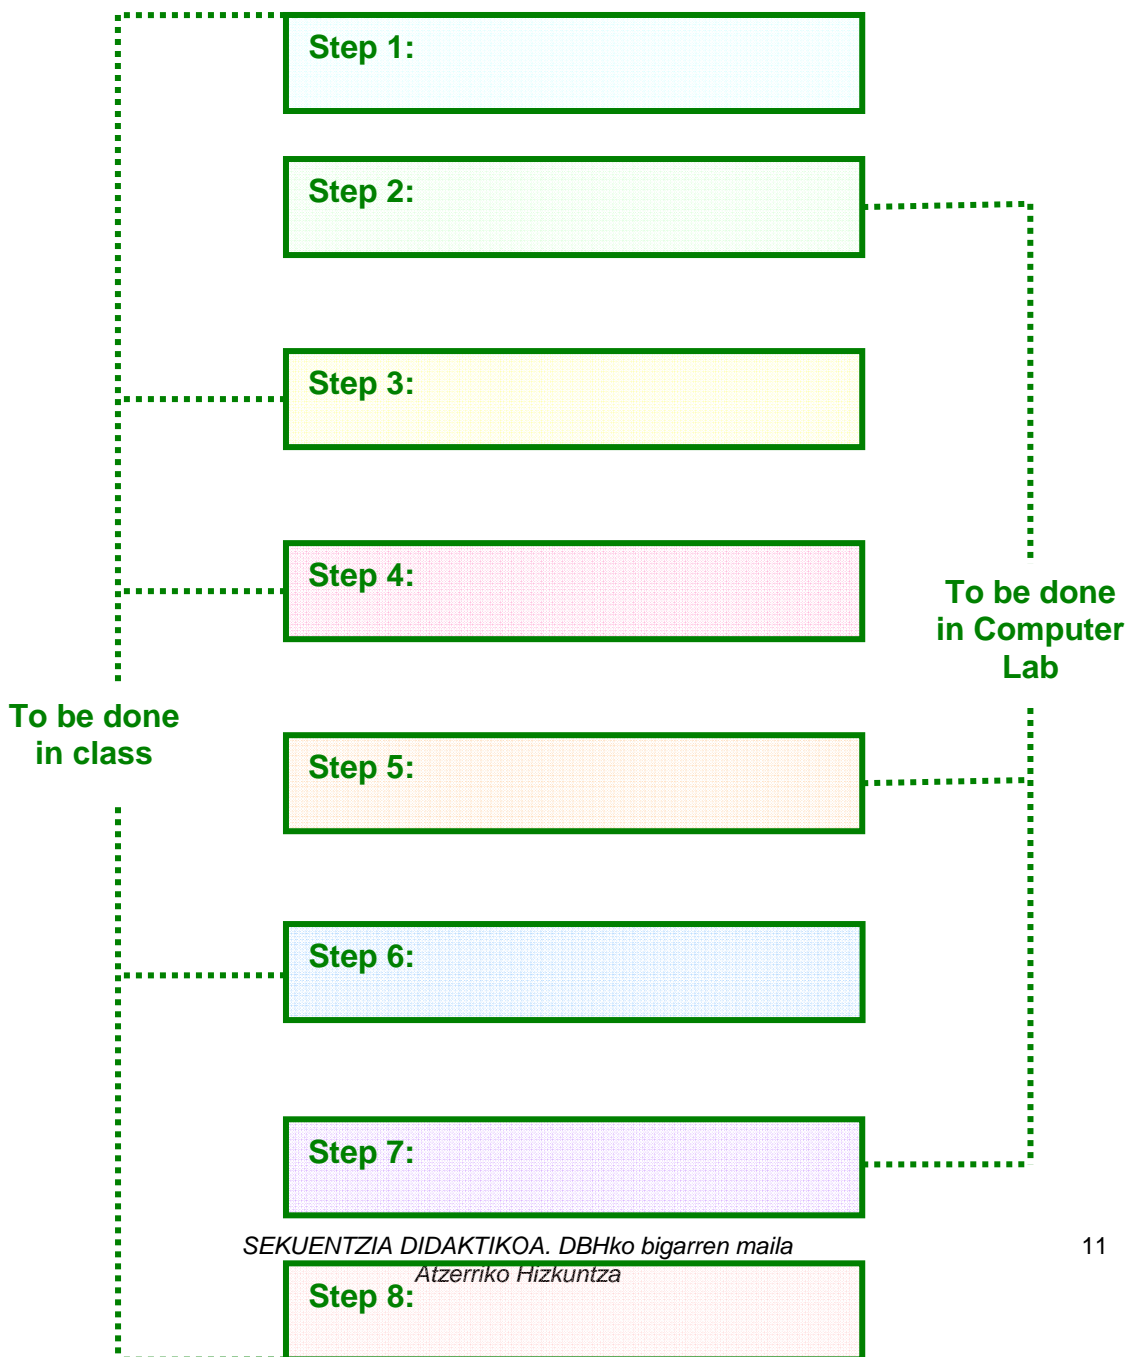 Step 1:
Step 2:
Step 3:
Step 4:
To be done
in Computer
Lab
To be done
in class
Step 5:
Step 6:
Step 7:
SEKUENTZIA DIDAKTIKOA. DBHko bigarren maila 11
Atzerriko Hizkuntza
Step 8: